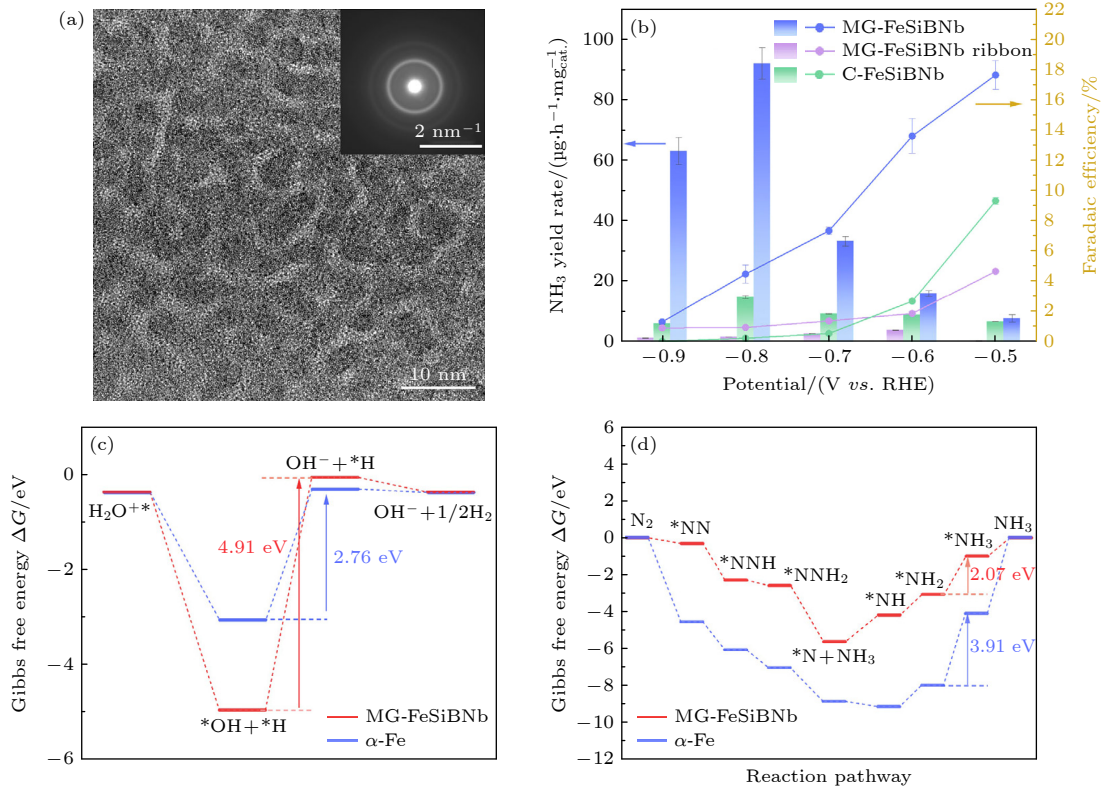 (a)
2 nm−1
10 nm
(b)
MG-FeSiBNb
MG-FeSiBNb ribbon
C-FeSiBNb
NH3 yield rate/(µg·h−1·mg−1cat.)
100
80
60
40
20
0
22
20
18
16
14
12
10
8
6
4
2
0
Faradaic efficiency/%
−0.9 −0.8 −0.7 −0.6 −0.5
Potential/(V vs. RHE)
(c)
Gibbs free energy ΔG/eV
0
−2
−4
−6
H2O+*
OH−+*H
OH−+1/2H2
4.91 eV
2.76 eV
*OH+*H
MG-FeSiBNb
α-Fe
(d)
Gibbs free energy ΔG/eV
6
4
2
0
−2
−4
−6
−8
−10
−12
N2
*NN
*NNH
*NNH2
*N+NH3
*NH
*NH2
*NH3
NH3
2.07 eV
3.91 eV
MG-FeSiBNb
α-Fe
Reaction pathway